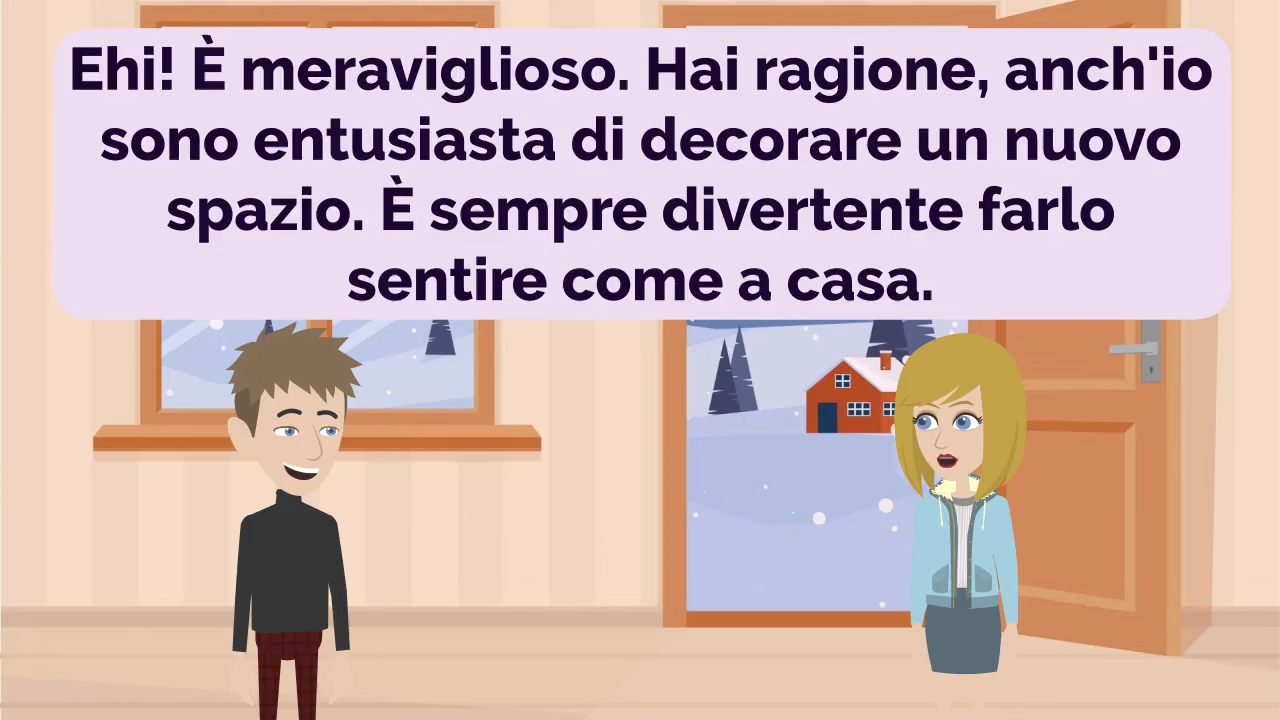 Ehi! È meraviglioso. Hai ragione, anch'io
sono entusiasta di decorare un nuovo
spazio. È sempre divertente farlo
sentire come a casa.